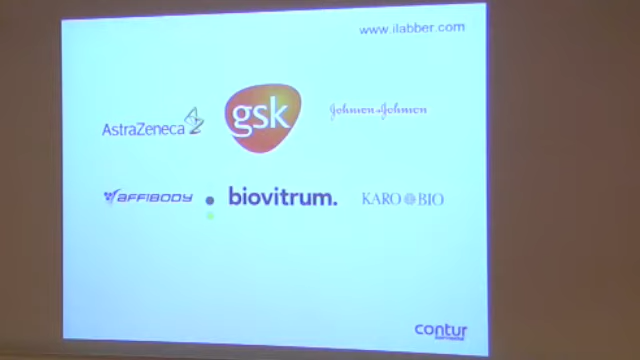 www.ilabber.com
AstraZeneca
gsk
Johnson & Johnson
AFFIBODY
biovitrum.
KARO BIO
contur